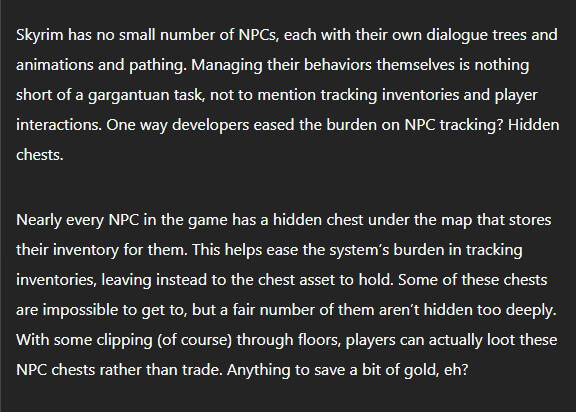 Skyrim has no small number of NPCs, each with their own dialogue trees and
animations and pathing. Managing their behaviors themselves is nothing
short of a gargantuan task, not to mention tracking inventories and player
interactions. One way developers eased the burden on NPC tracking? Hidden
chests.
Nearly every NPC in the game has a hidden chest under the map that stores
their inventory for them. This helps ease the system’s burden in tracking
inventories, leaving instead to the chest asset to hold. Some of these chests
are impossible to get to, but a fair number of them aren’t hidden too deeply.
With some clipping (of course) through floors, players can actually loot these
NPC chests rather than trade. Anything to save a bit of gold, eh?